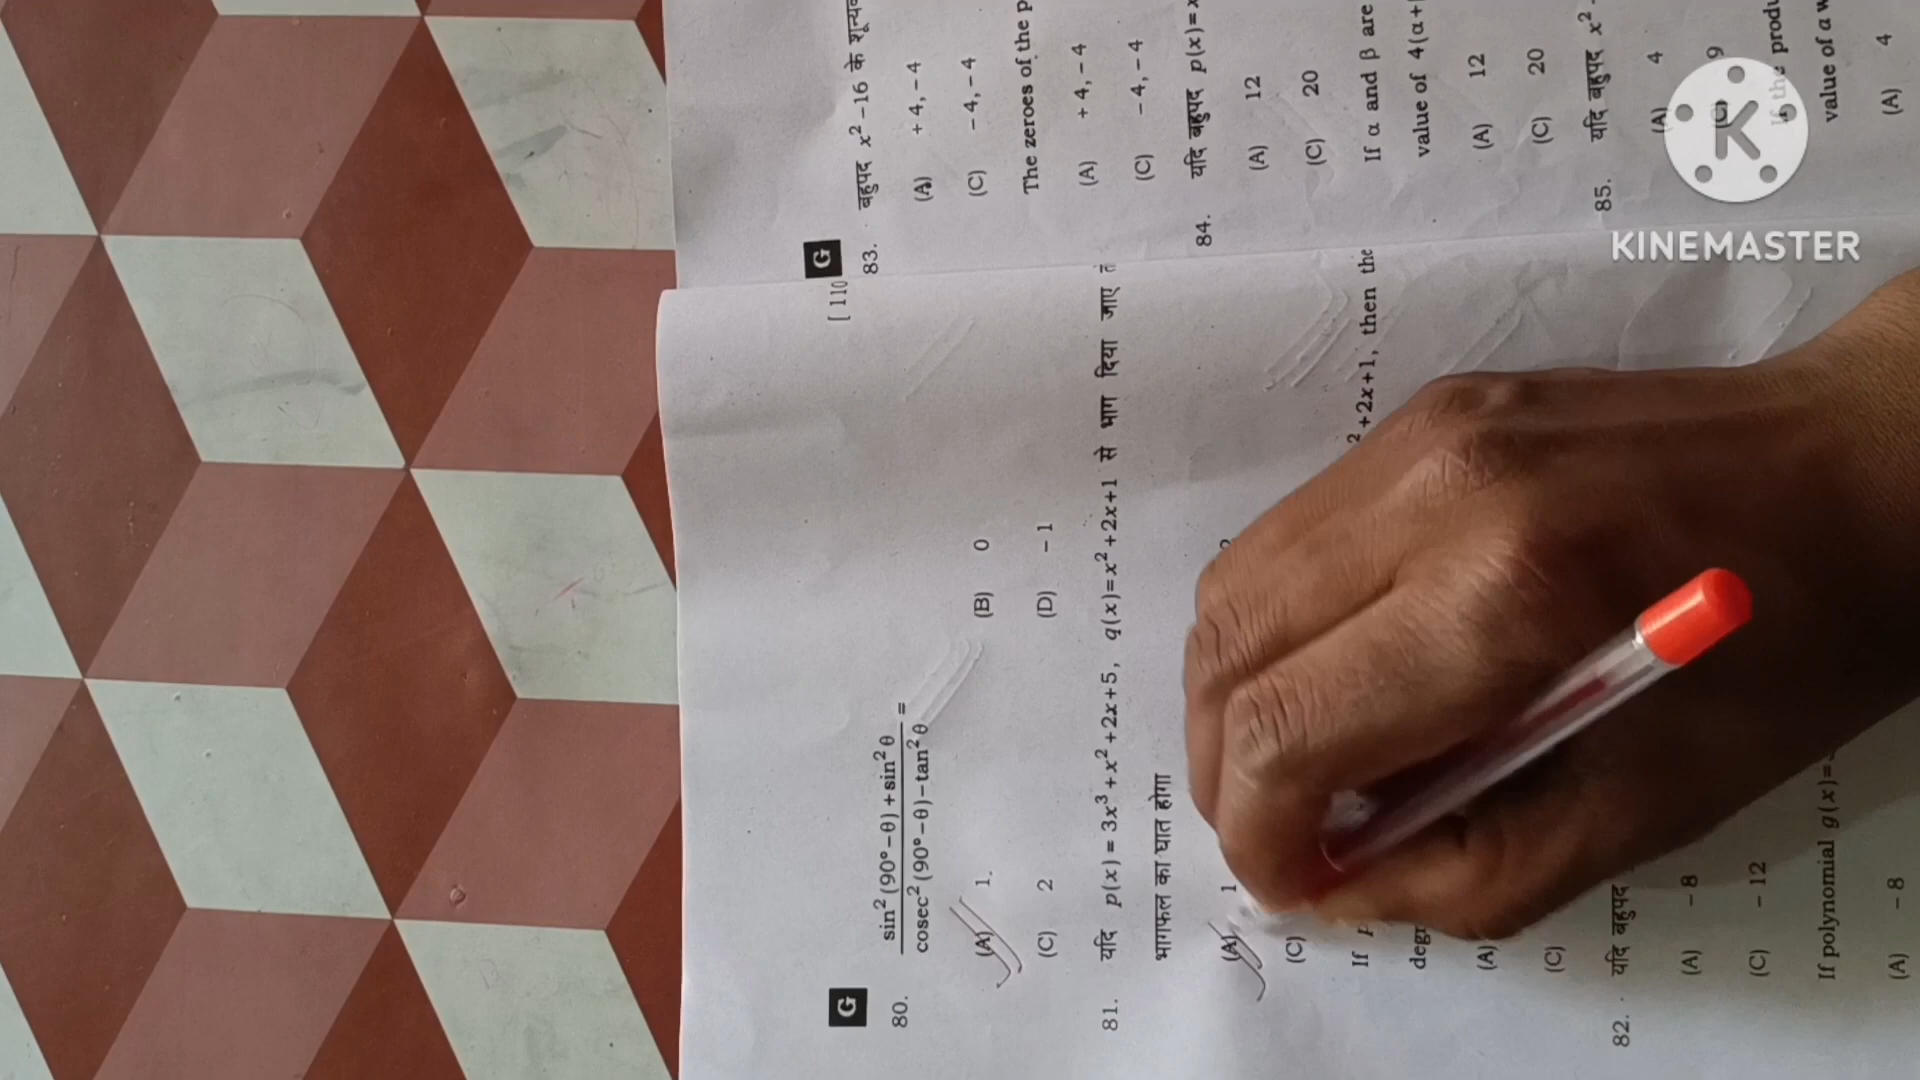 G
80. sin² (90° – θ) + sin² θ / cosec² (90° – θ) – tan² θ =
(A) 1. (B) 0
(C) 2 (D) – 1
81. यदि p(x) = 3x³ + x² + 2x + 5, q(x) = x² + 2x + 1 से भाग दिया जाए
भागफल का घात होगा
(A) 1
(C)
If ² + 2x + 1, then the
(A)
(C)
82. यदि बहुपद
(A) – 8
(C) – 12
If polynomial g(x) =
(A) – 8
[ 110 G
83. बहुपद x² – 16 के
(A) + 4, – 4
(C) – 4, – 4
The zeroes of the
(A) + 4, – 4
(C) – 4, – 4
84. यदि बहुपद p(x) =
(A) 12
(C) 20
If α and β are
value of 4(α +
(A) 12
(C) 20
85. यदि बहुपद x²
(A) 4
9
value of α
(A) 4
K
KINEMASTER